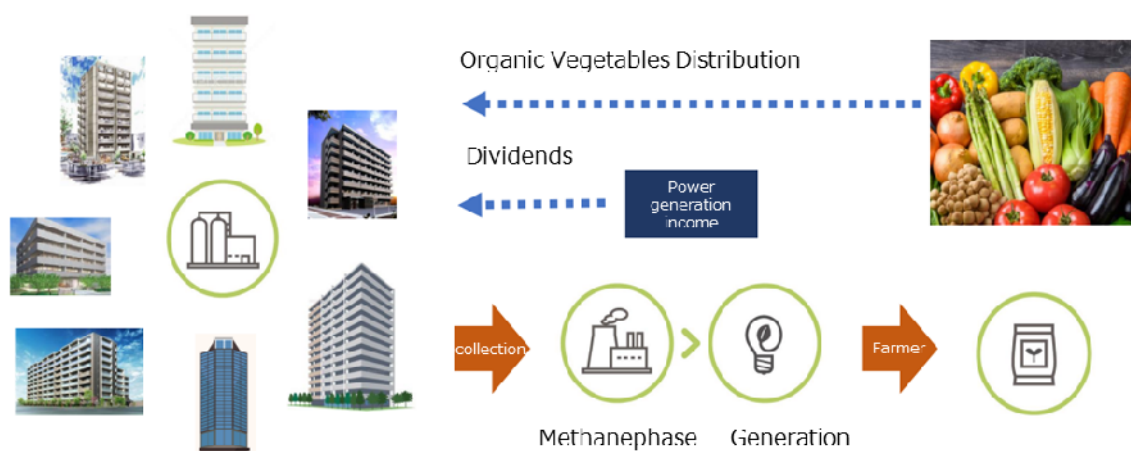 Organic Vegetables Distribution
Dividends
Power
generation
income
collection
Farmer
Methanephase
Generation